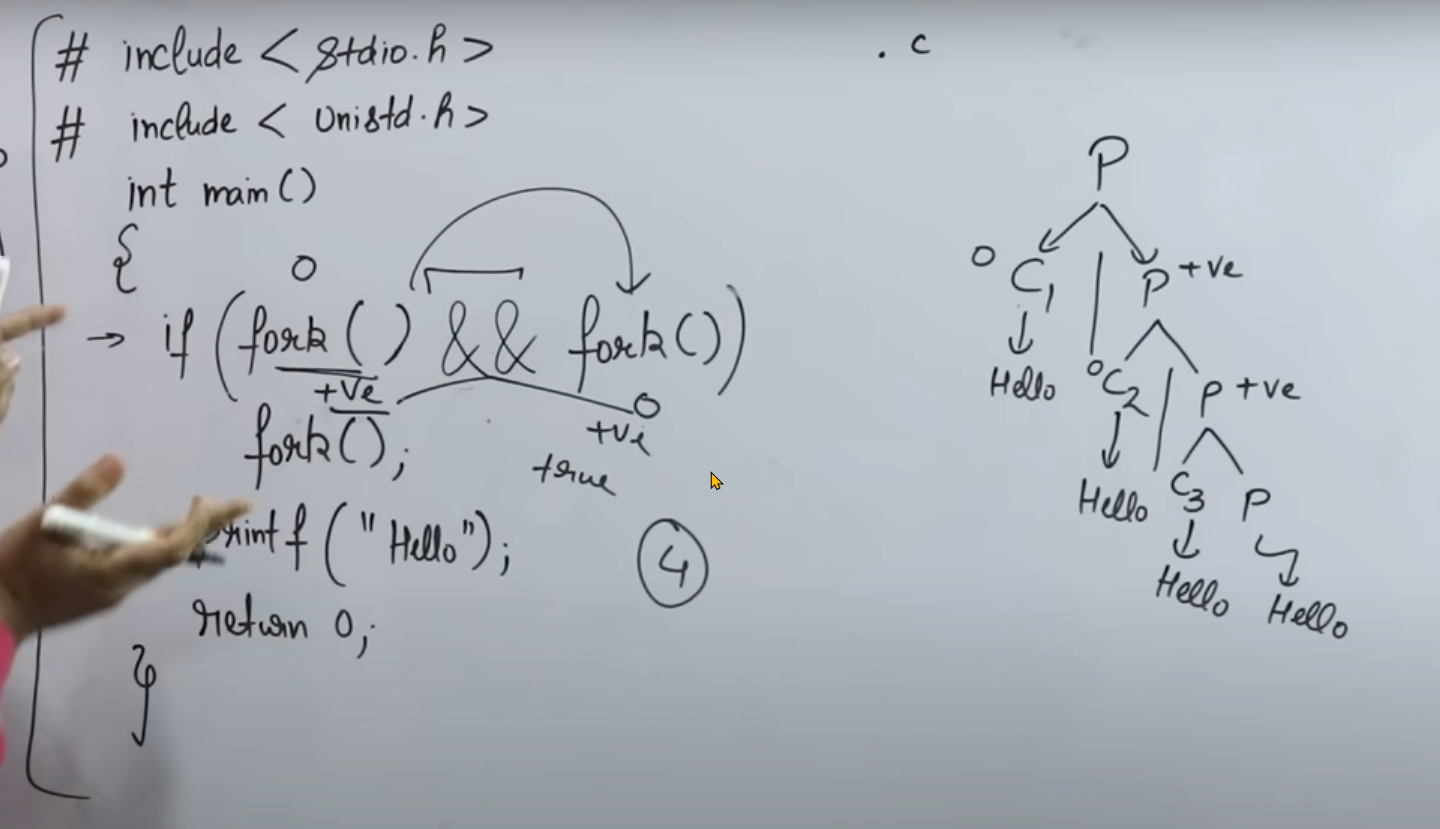 # include < stdio.h >
# include < unistd.h >
int main()
{
0
→ if (fork() && fork())
+ve
0
+ve
true
fork();
printf("Hello");
4
return 0;
}
. c
P
0 C1 P +ve
Hello
0 C2 P +ve
Hello C3 P
Hello Hello